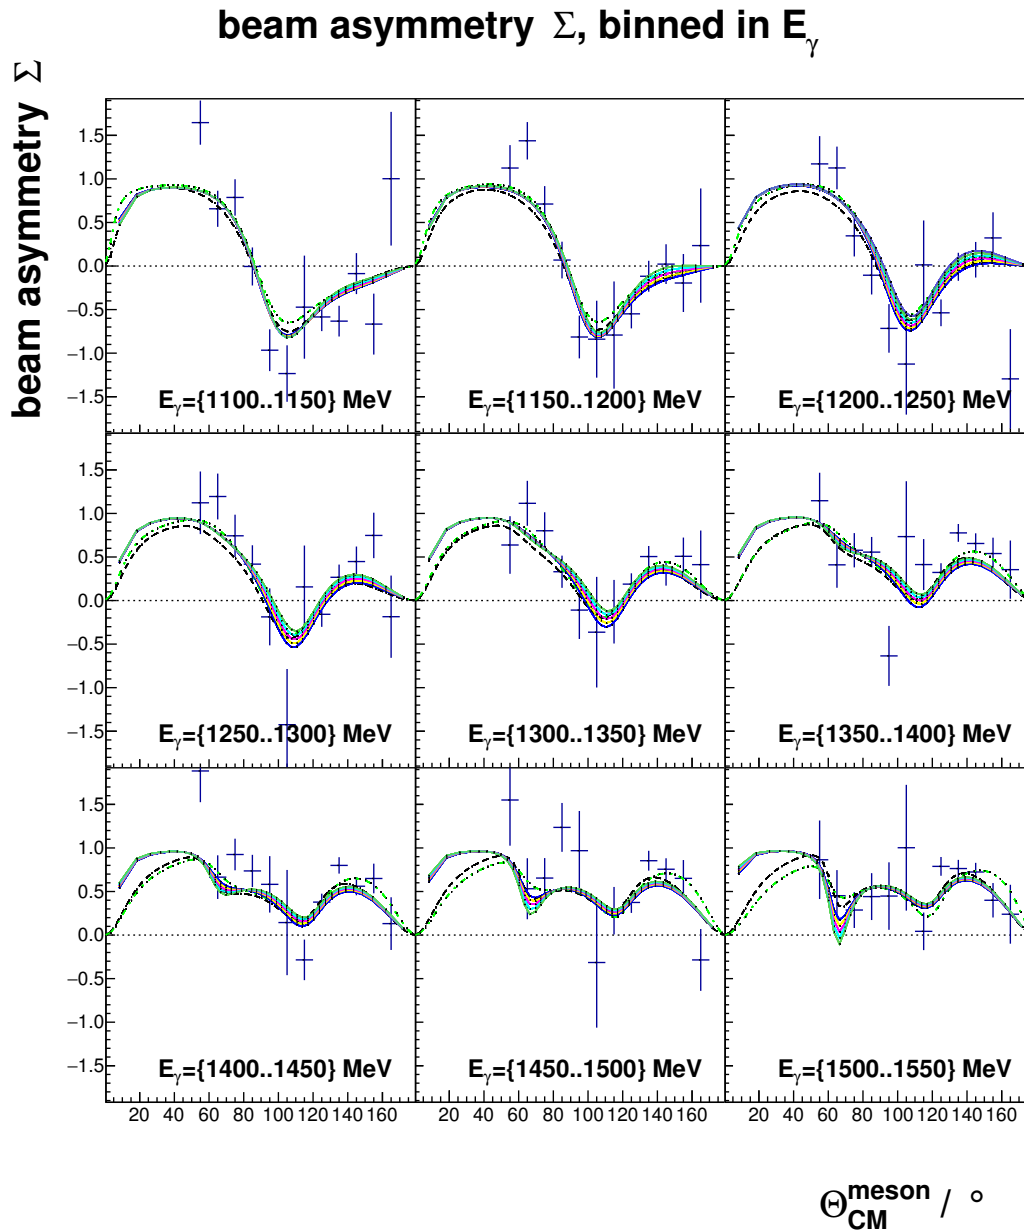 beam asymmetry Σ, binned in Eγ
beam asymmetry Σ
1.5
1.0
0.5
0.0
−0.5
−1.0
−1.5
Eγ={1100..1150} MeV
Eγ={1150..1200} MeV
Eγ={1200..1250} MeV
1.5
1.0
0.5
0.0
−0.5
−1.0
−1.5
Eγ={1250..1300} MeV
Eγ={1300..1350} MeV
Eγ={1350..1400} MeV
1.5
1.0
0.5
0.0
−0.5
−1.0
−1.5
Eγ={1400..1450} MeV
Eγ={1450..1500} MeV
Eγ={1500..1550} MeV
20 40 60 80 100 120 140 160
20 40 60 80 100 120 140 160
20 40 60 80 100 120 140 160
Θ meson CM / °